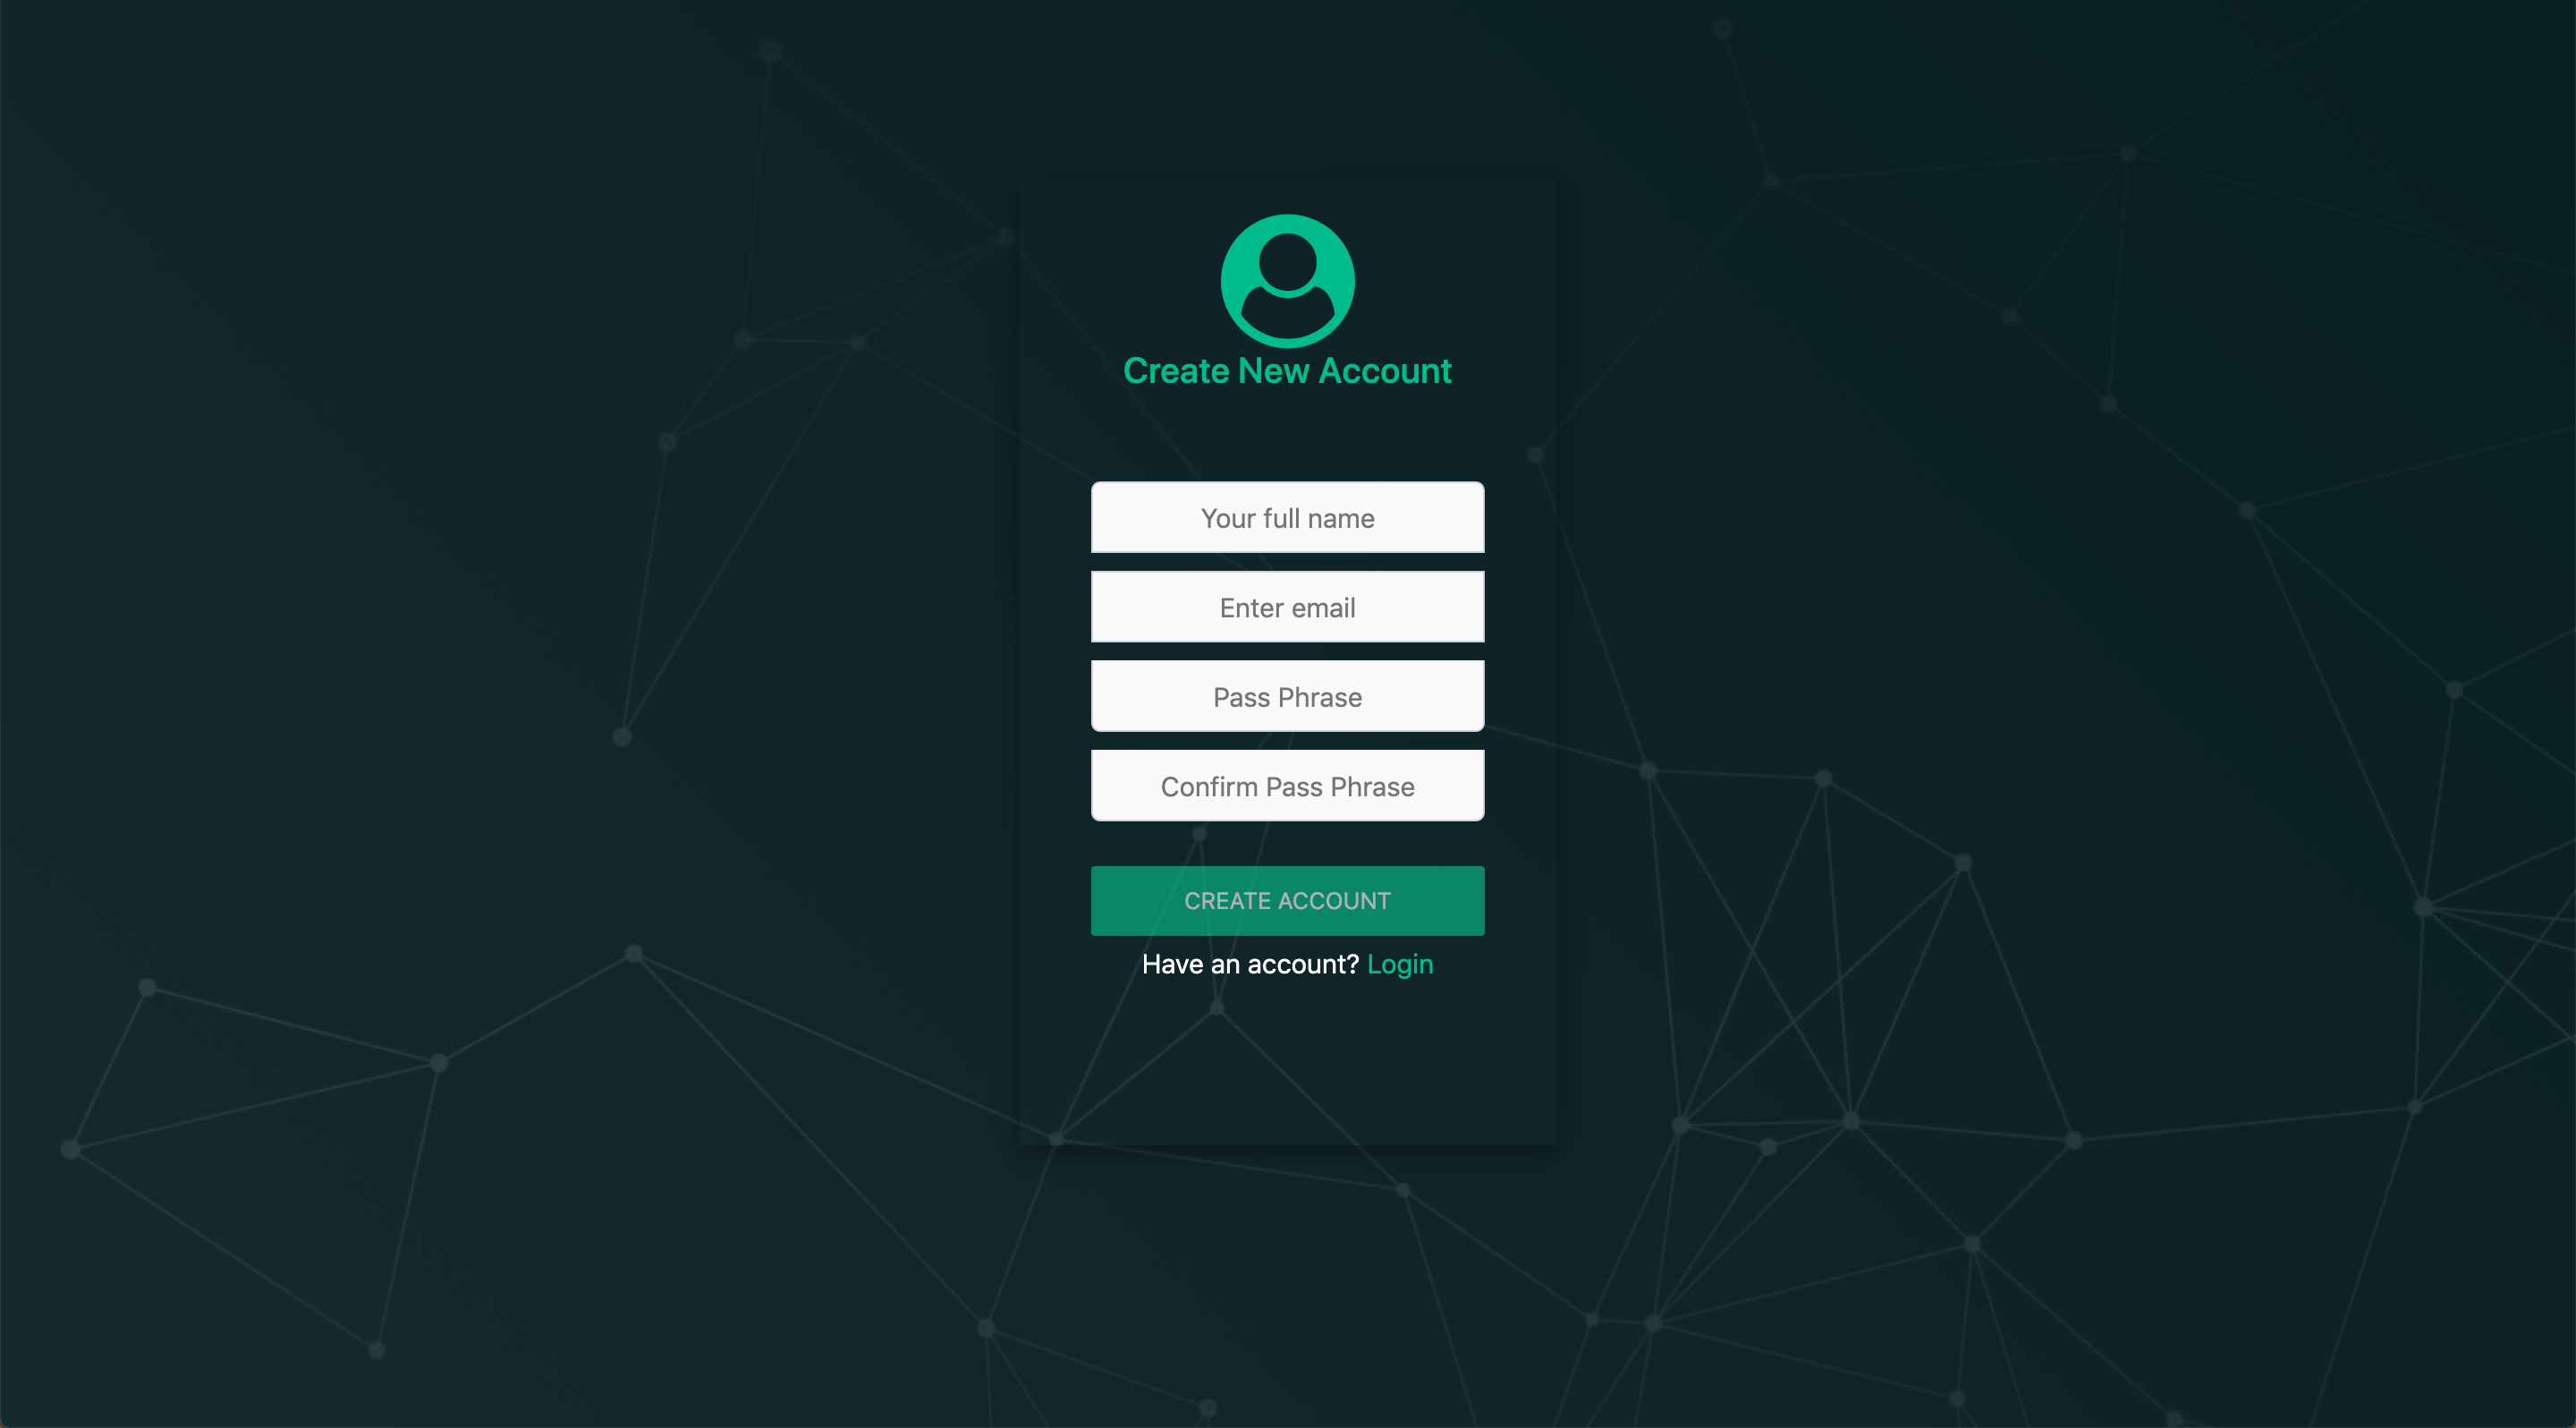 Create New Account
Your full name
Enter email
Pass Phrase
Confirm Pass Phrase
CREATE ACCOUNT
Have an account? Login